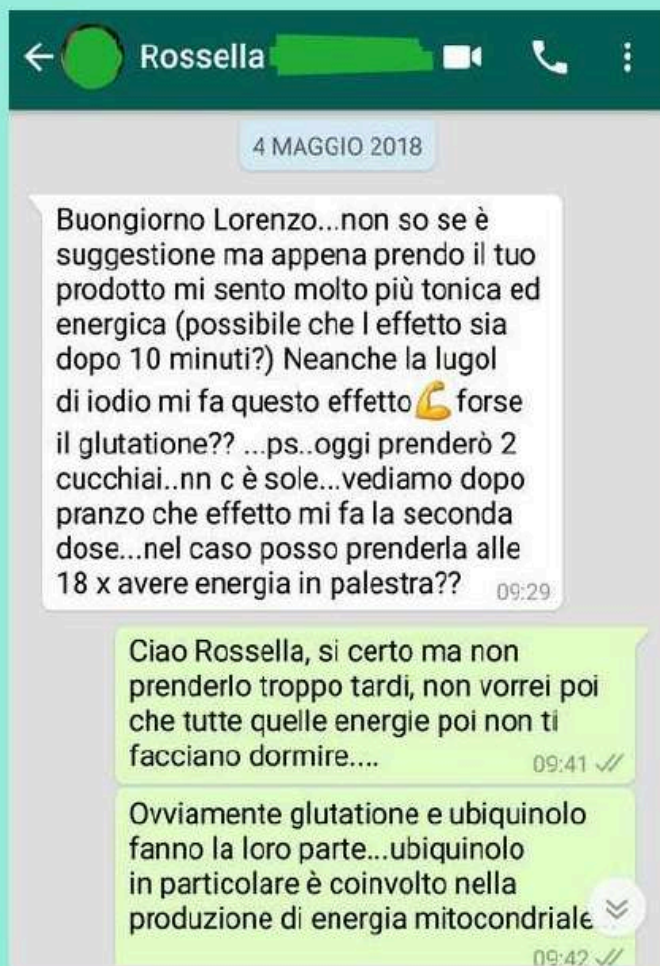 Rossella
4 MAGGIO 2018
Buongiorno Lorenzo...non so se è
suggestione ma appena prendo il tuo
prodotto mi sento molto più tonica ed
energica (possibile che l effetto sia
dopo 10 minuti?) Neanche la lugol
di iodio mi fa questo effetto💪 forse
il glutatione?? ...ps..oggi prenderò 2
cucchiai..nn c è sole...vediamo dopo
pranzo che effetto mi fa la seconda
dose...nel caso posso prenderla alle
18 x avere energia in palestra??
09:29
Ciao Rossella, si certo ma non
prenderlo troppo tardi, non vorrei poi
che tutte quelle energie poi non ti
facciano dormire....
09:41
Ovviamente glutatione e ubiquinolo
fanno la loro parte...ubiquinolo
in particolare è coinvolto nella
produzione di energia mitocondriale
09:42